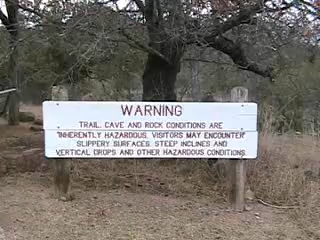 WARNING
TRAIL, CAVE AND ROCK CONDITIONS ARE
"INHERENTLY HAZARDOUS. VISITORS MAY ENCOUNTER"
SLIPPERY SURFACES, STEEP INCLINES AND
VERTICAL DROPS AND OTHER HAZARDOUS CONDITIONS.